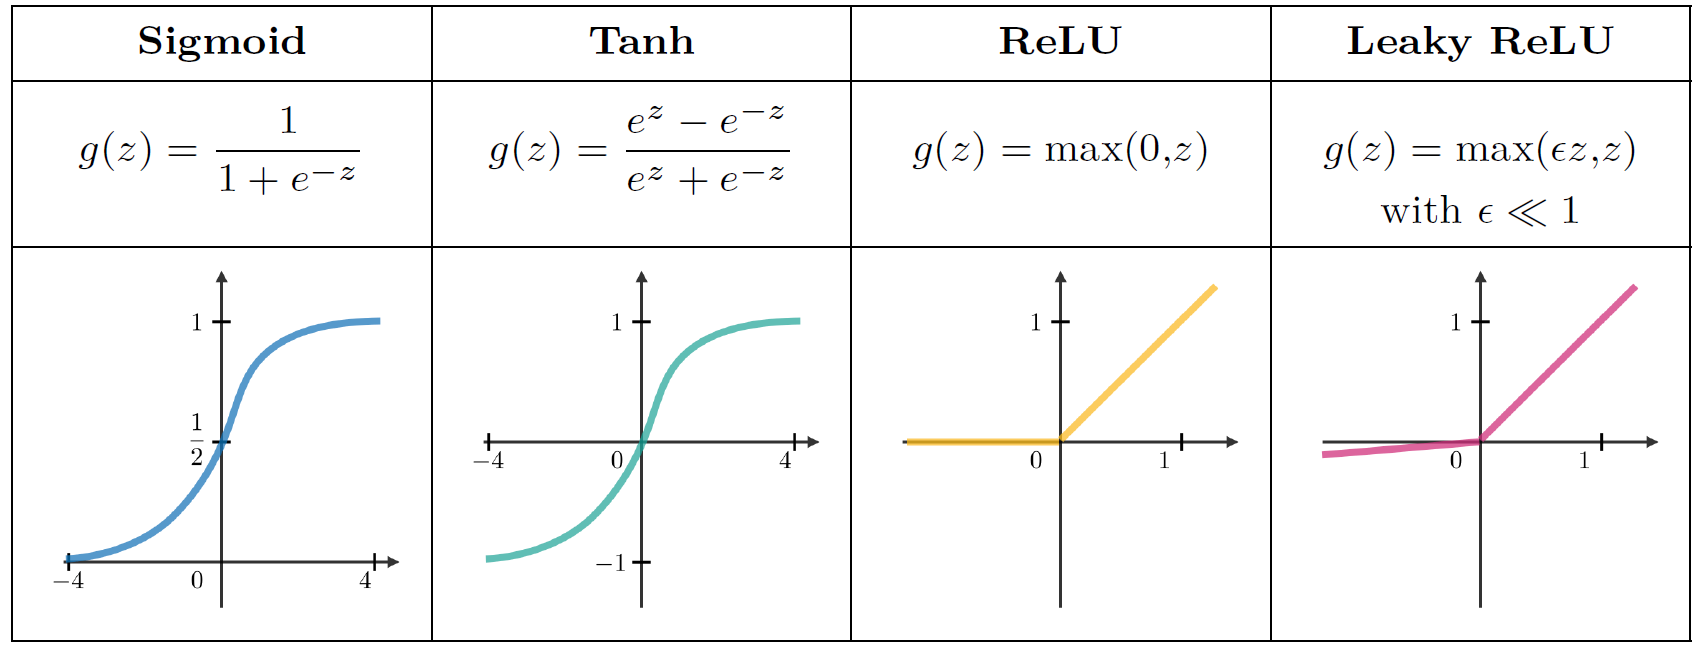 Sigmoid
Tanh
ReLU
Leaky ReLU
g(z) = 1 / (1 + e^{−z})
g(z) = (e^z − e^{−z}) / (e^z + e^{−z})
g(z) = max(0,z)
g(z) = max(ϵz,z)
with ϵ ≪ 1
1
1/2
−4
0
4
1
−4
0
4
−1
1
0
1
1
0
1